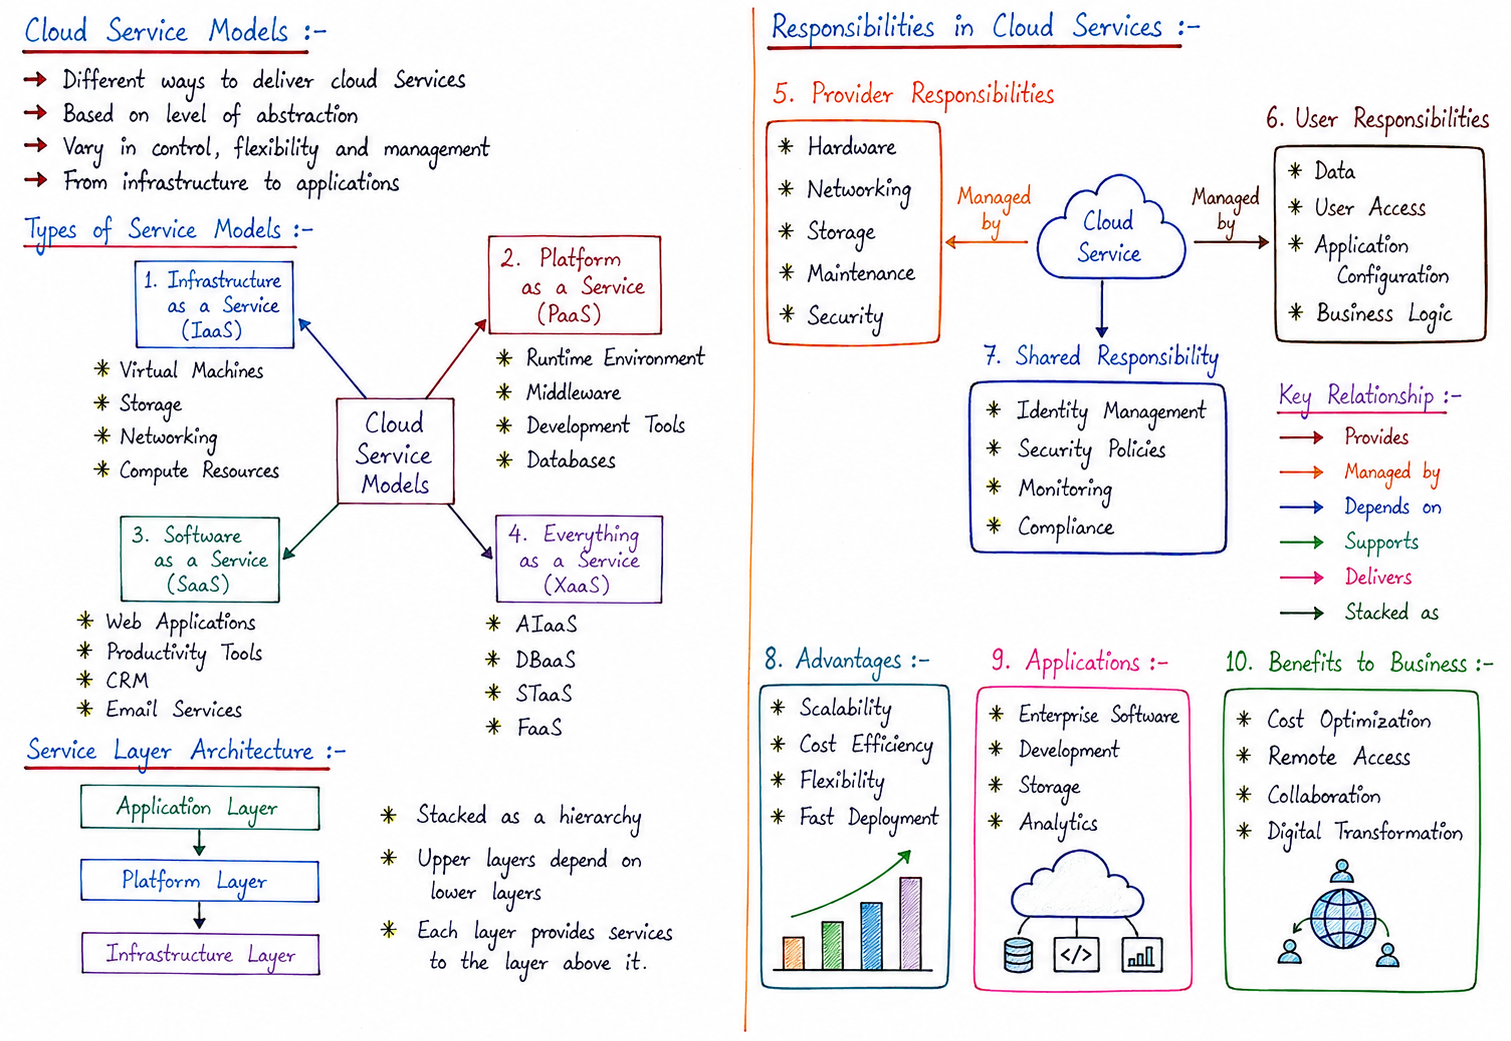 Cloud Service Models :-
→ Different ways to deliver cloud Services
→ Based on level of abstraction
→ Vary in control, flexibility and management
→ From infrastructure to applications
Types of Service Models :-
1. Infrastructure
as a Service
(IaaS)
* Virtual Machines
* Storage
* Networking
* Compute Resources
2. Platform
as a Service
(PaaS)
* Runtime Environment
* Middleware
* Development Tools
* Databases
Cloud
Service
Models
3. Software
as a Service
(SaaS)
* Web Applications
* Productivity Tools
* CRM
* Email Services
4. Everything
as a Service
(XaaS)
* AIaaS
* DBaaS
* STaaS
* FaaS
Service Layer Architecture :-
Application Layer
Platform Layer
Infrastructure Layer
* Stacked as a hierarchy
* Upper layers depend on
lower layers
* Each layer provides services
to the layer above it.
Responsibilities in Cloud Services :-
5. Provider Responsibilities
* Hardware
* Networking
* Storage
* Maintenance
* Security
Managed
by
Cloud
Service
Managed
by
6. User Responsibilities
* Data
* User Access
* Application
Configuration
* Business Logic
7. Shared Responsibility
* Identity Management
* Security Policies
* Monitoring
* Compliance
Key Relationship :-
→ Provides
→ Managed by
→ Depends on
→ Supports
→ Delivers
→ Stacked as
8. Advantages :-
* Scalability
* Cost Efficiency
* Flexibility
* Fast Deployment
9. Applications :-
* Enterprise Software
* Development
* Storage
* Analytics
</>
10. Benefits to Business :-
* Cost Optimization
* Remote Access
* Collaboration
* Digital Transformation